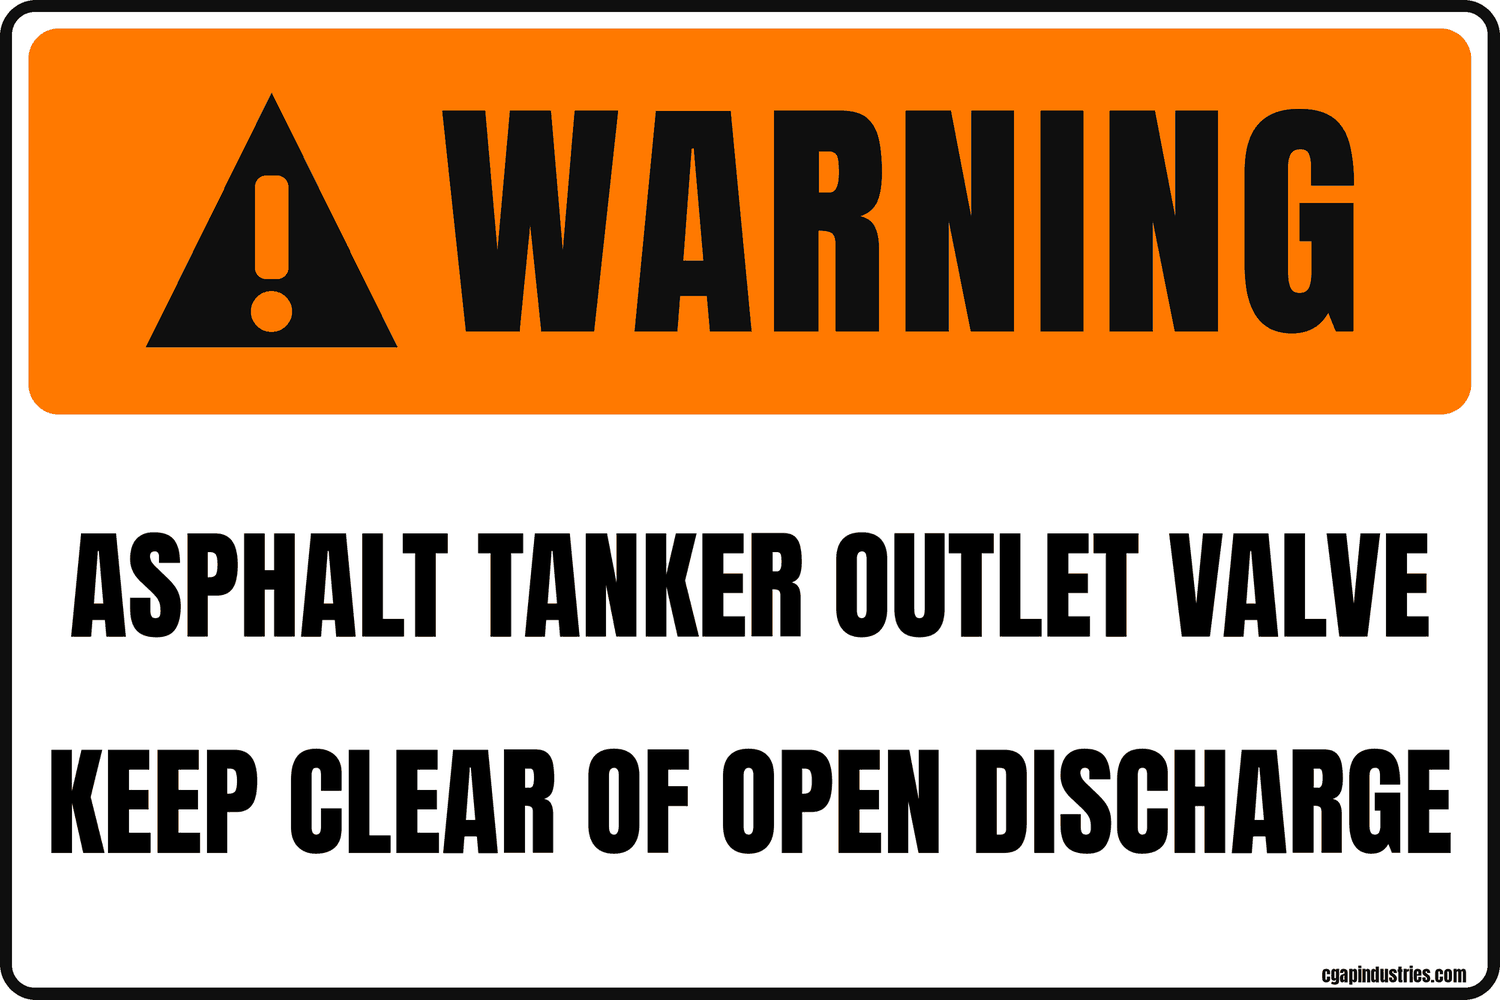 WARNING
ASPHALT TANKER OUTLET VALVE
KEEP CLEAR OF OPEN DISCHARGE
cgapindustries.com